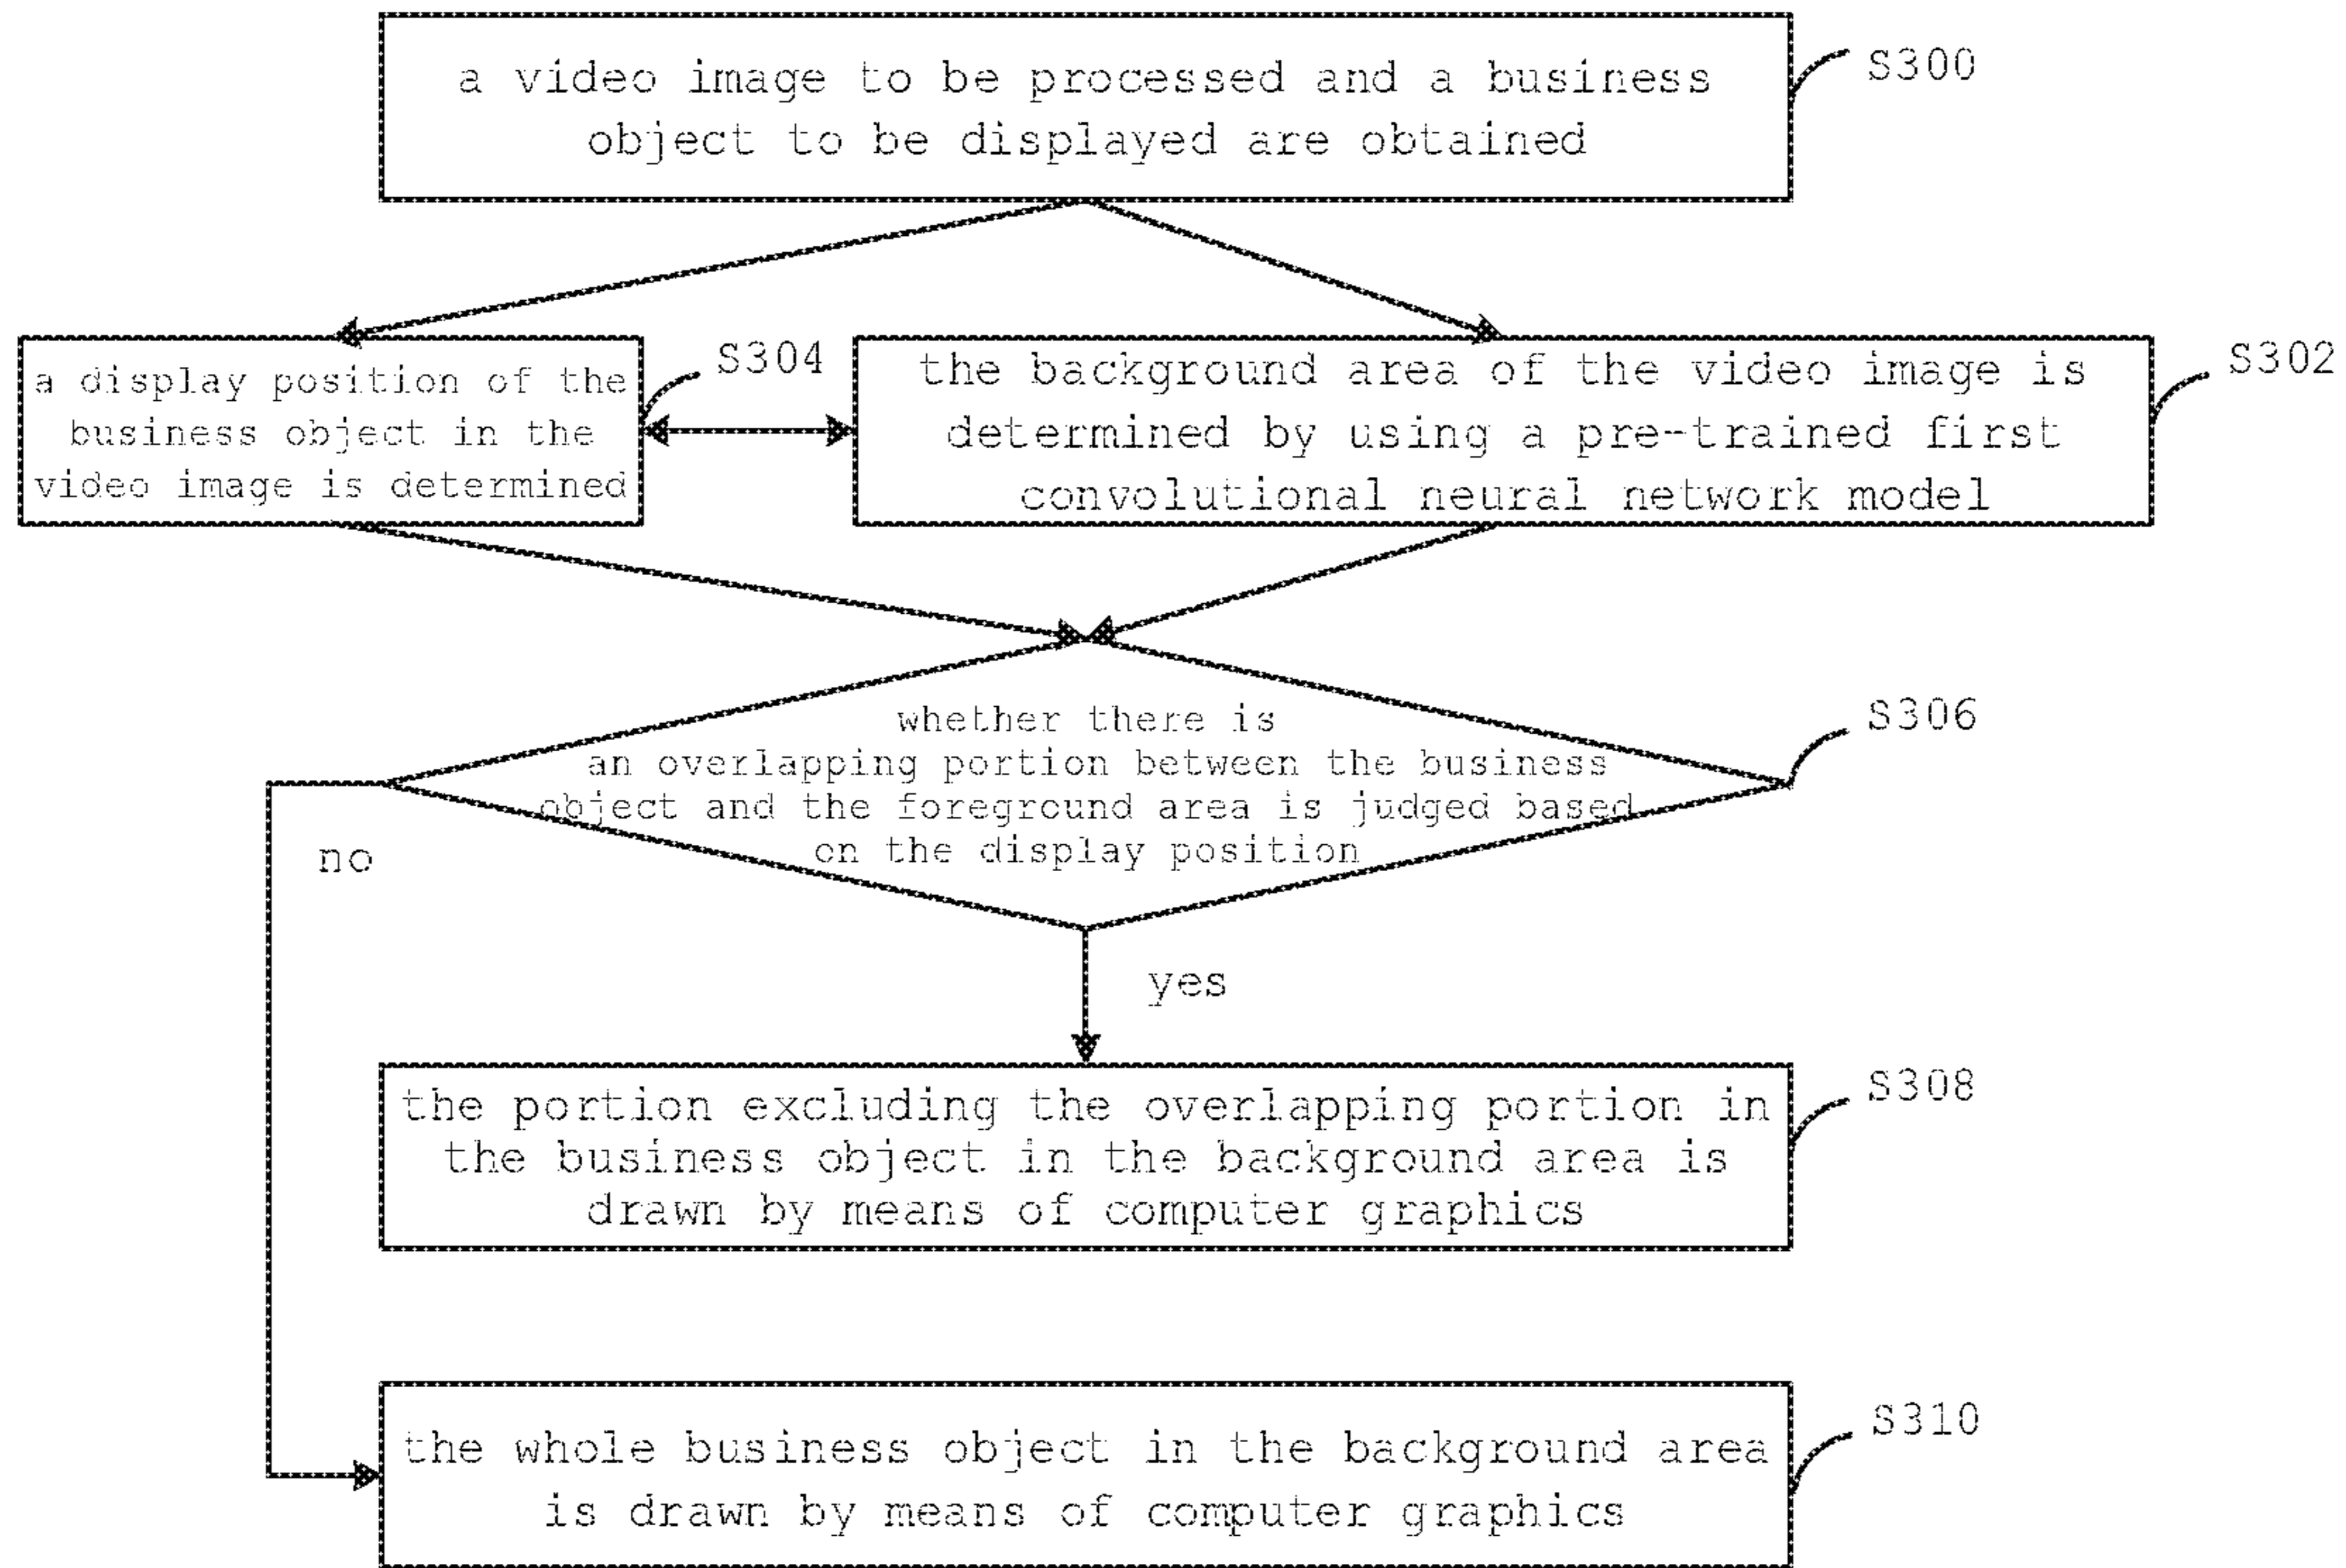 a video image to be processed and a business
object to be displayed are obtained
S300
a display position of the
business object in the
video image is determined
S304
the background area of the video image is
determined by using a pre-trained first
convolutional neural network model
S302
whether there is
an overlapping portion between the business
object and the foreground area is judged based
on the display position
S306
no
yes
the portion excluding the overlapping portion in
the business object in the background area is
drawn by means of computer graphics
S308
the whole business object in the background area
is drawn by means of computer graphics
S310